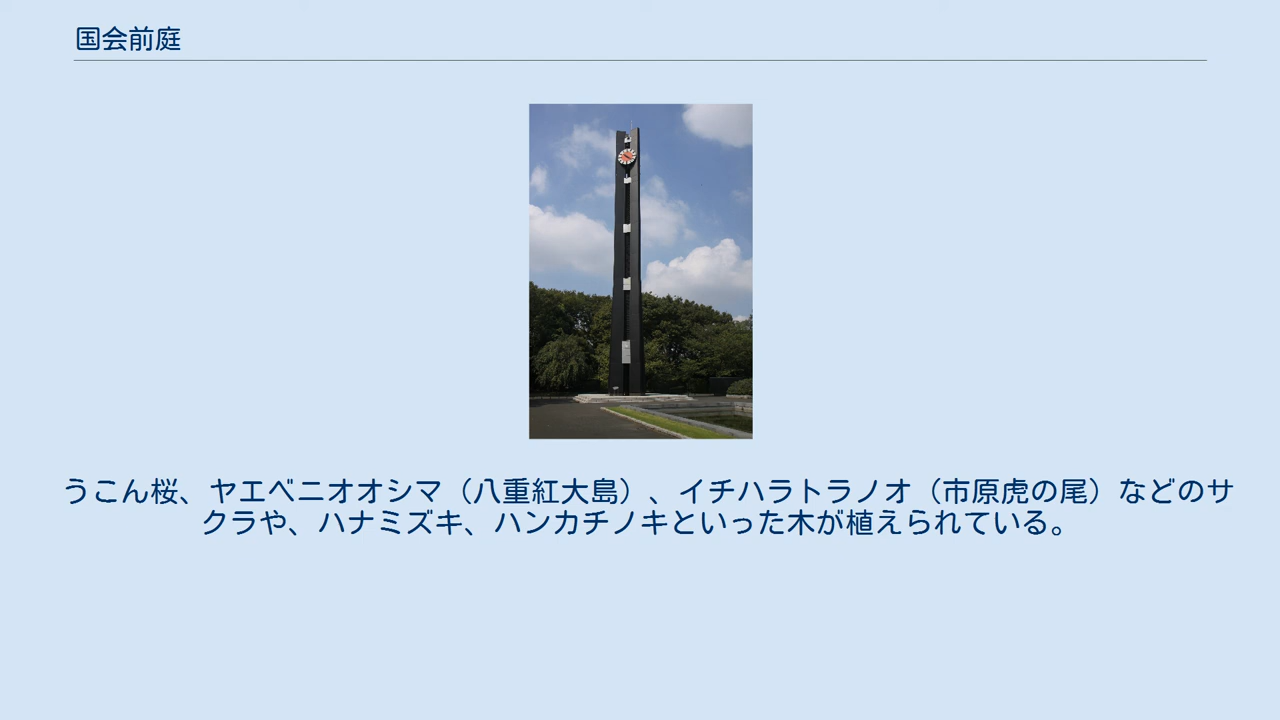 国会前庭
うこん桜、ヤエベニオオシマ（八重紅大島）、イチハラトラノオ（市原虎の尾）などのサ
クラや、ハナミズキ、ハンカチノキといった木が植えられている。